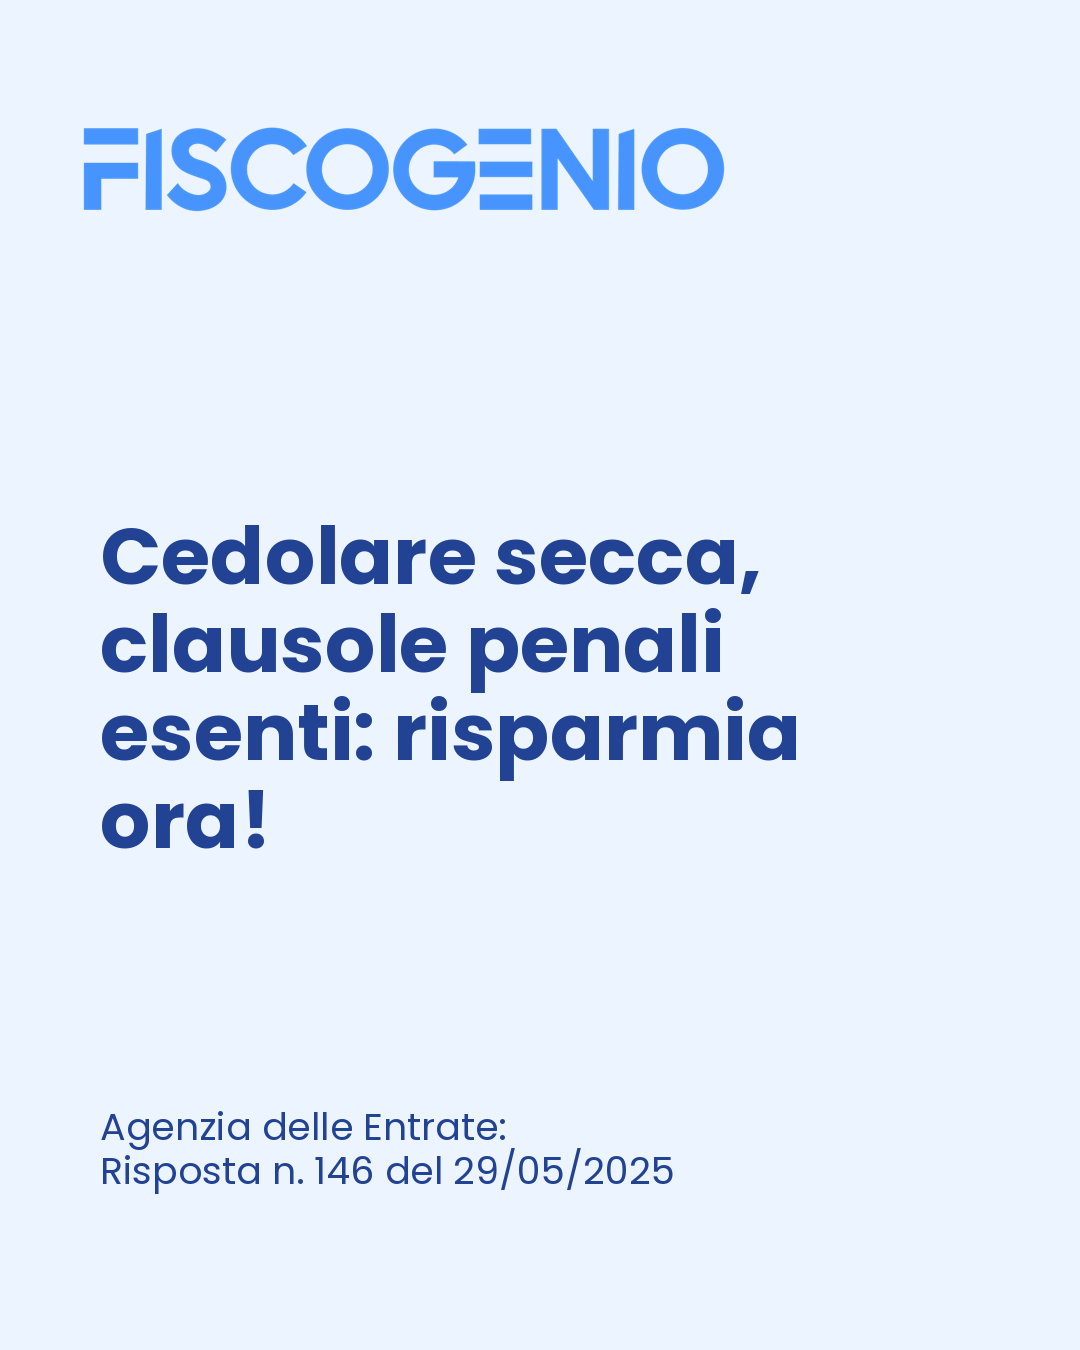 FISCOGENIO
Cedolare secca,
clausole penali
esenti: risparmia
ora!
Agenzia delle Entrate:
Risposta n. 146 del 29/05/2025